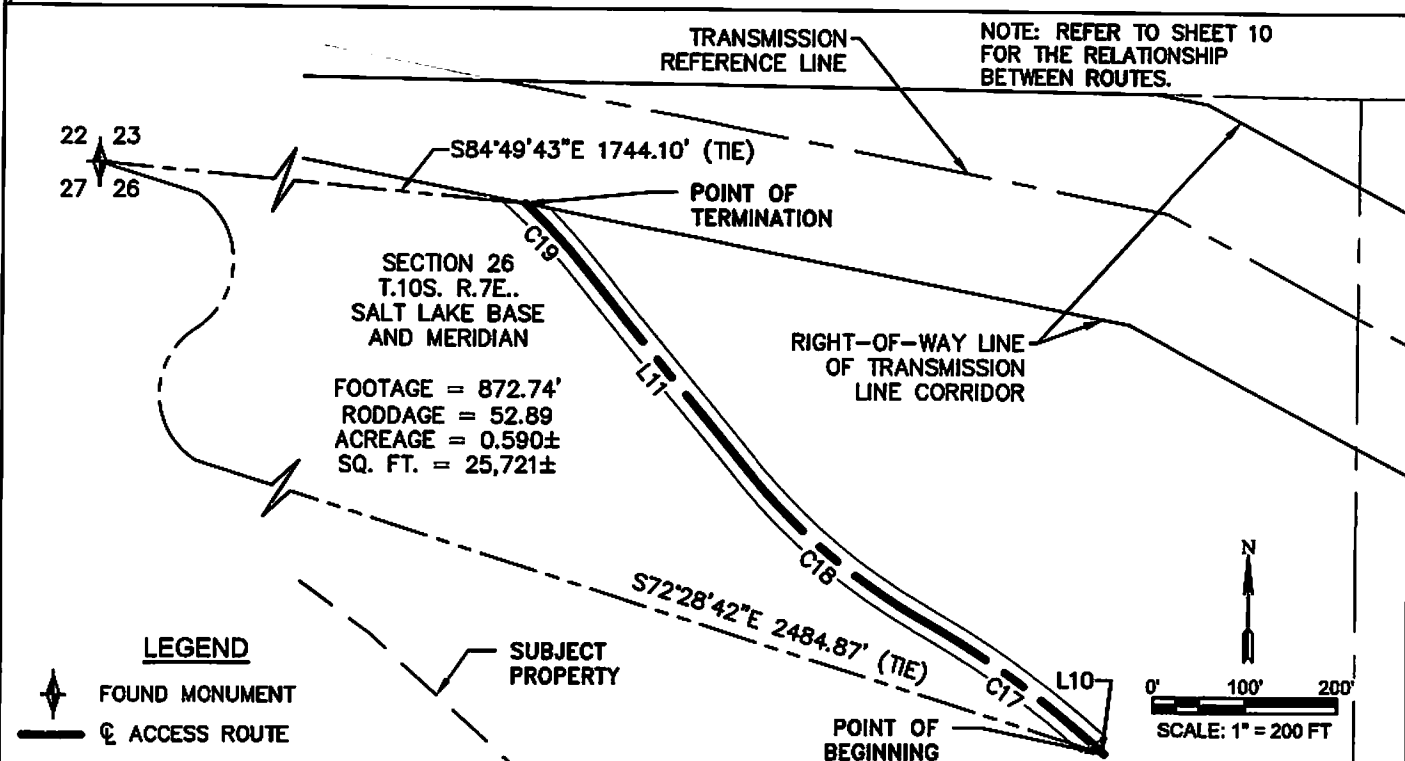 TRANSMISSION
REFERENCE LINE
NOTE: REFER TO SHEET 10
FOR THE RELATIONSHIP
BETWEEN ROUTES.
22 23
27 26
S84°49'43"E 1744.10' (TIE)
POINT OF
TERMINATION
C19
SECTION 26
T.10S. R.7E..
SALT LAKE BASE
AND MERIDIAN
FOOTAGE = 872.74'
RODDAGE = 52.89
ACREAGE = 0.590±
SQ. FT. = 25,721±
L11
RIGHT-OF-WAY LINE
OF TRANSMISSION
LINE CORRIDOR
C18
S72°28'42"E 2484.87' (TIE)
N
LEGEND
FOUND MONUMENT
℄ ACCESS ROUTE
SUBJECT
PROPERTY
C17
L10
POINT OF
BEGINNING
0' 100' 200'
SCALE: 1" = 200 FT